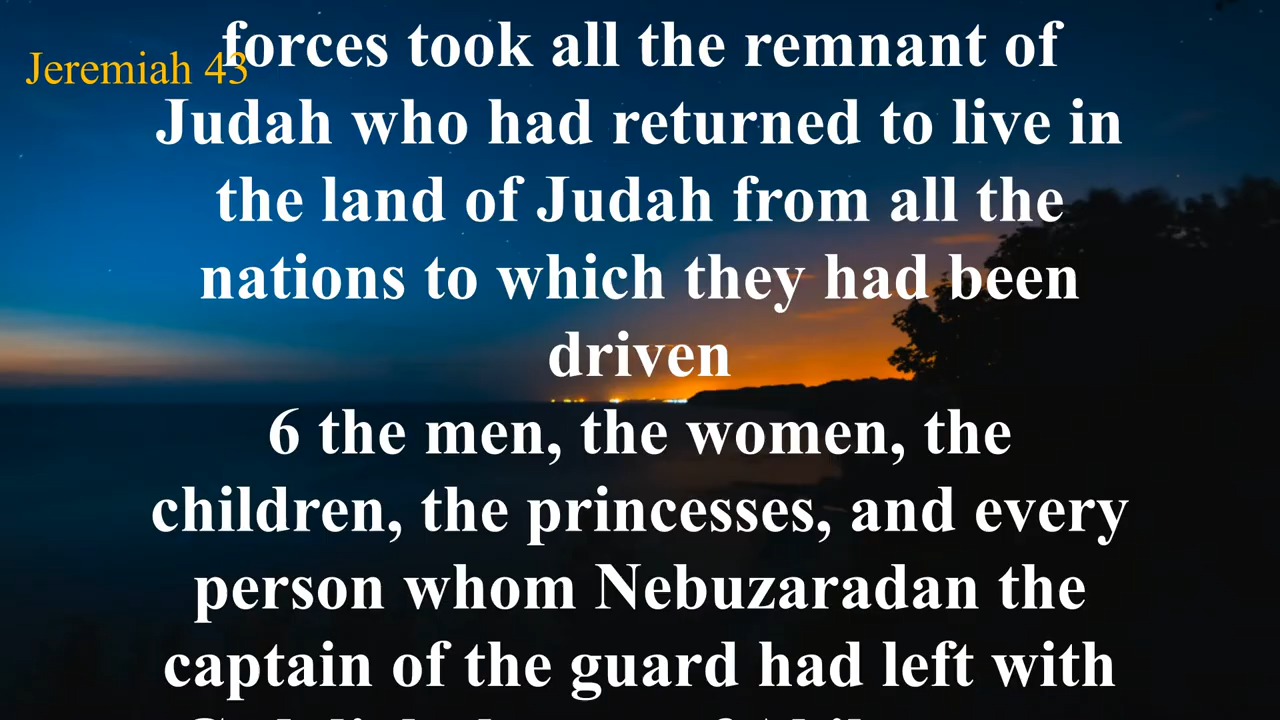 Jeremiah 43
forces took all the remnant of
Judah who had returned to live in
the land of Judah from all the
nations to which they had been
driven
6 the men, the women, the
children, the princesses, and every
person whom Nebuzaradan the
captain of the guard had left with